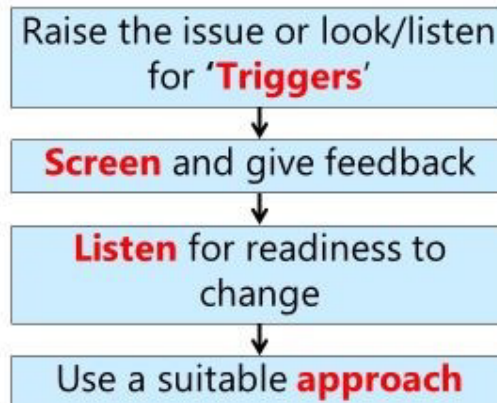 Raise the issue or look/listen
for ‘Triggers’
Screen and give feedback
Listen for readiness to
change
Use a suitable approach